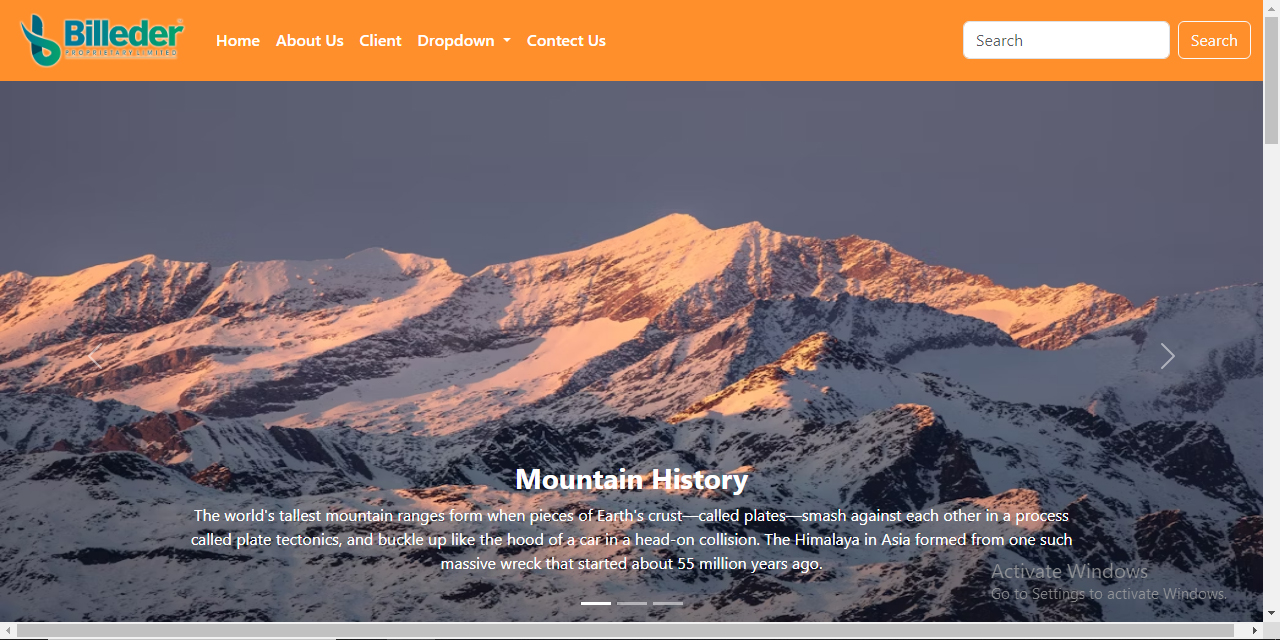 Billeder
PROPRIETARY LIMITED
Home About Us Client Dropdown Contect Us
Search Search
Mountain History
The world's tallest mountain ranges form when pieces of Earth's crust—called plates—smash against each other in a process
called plate tectonics, and buckle up like the hood of a car in a head-on collision. The Himalaya in Asia formed from one such
massive wreck that started about 55 million years ago.
Activate Windows
Go to Settings to activate Windows.